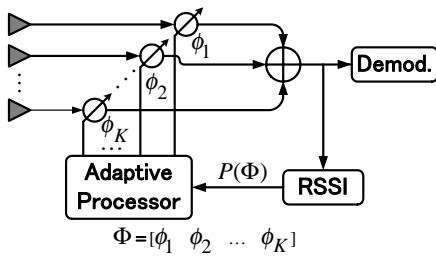 ϕ1
ϕ2
ϕK
Demod.
...
Adaptive
Processor
P(Φ)
RSSI
Φ=[ϕ1 ϕ2 ... ϕK]